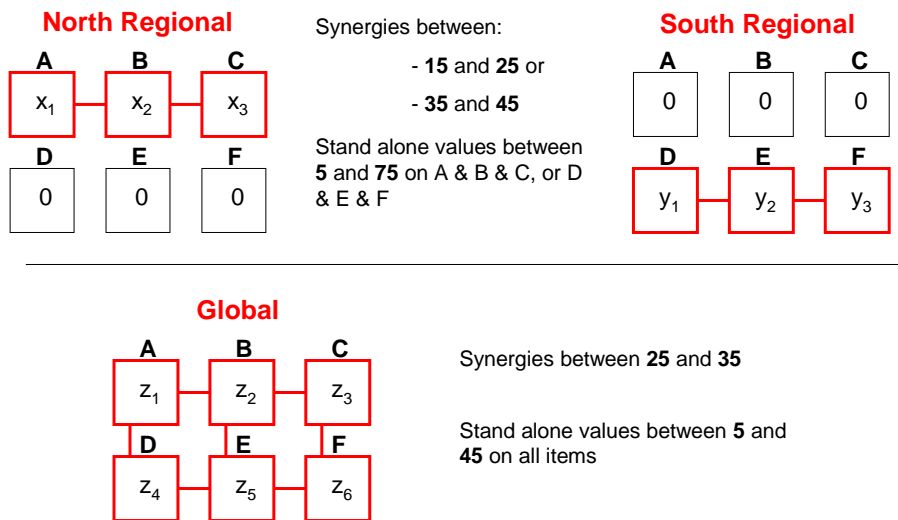 North Regional
A B C
x1 x2 x3
D E F
0 0 0
Synergies between:
- 15 and 25 or
- 35 and 45
Stand alone values between
5 and 75 on A & B & C, or D
& E & F
South Regional
A B C
0 0 0
D E F
y1 y2 y3
Global
A B C
z1 z2 z3
D E F
z4 z5 z6
Synergies between 25 and 35
Stand alone values between 5 and
45 on all items